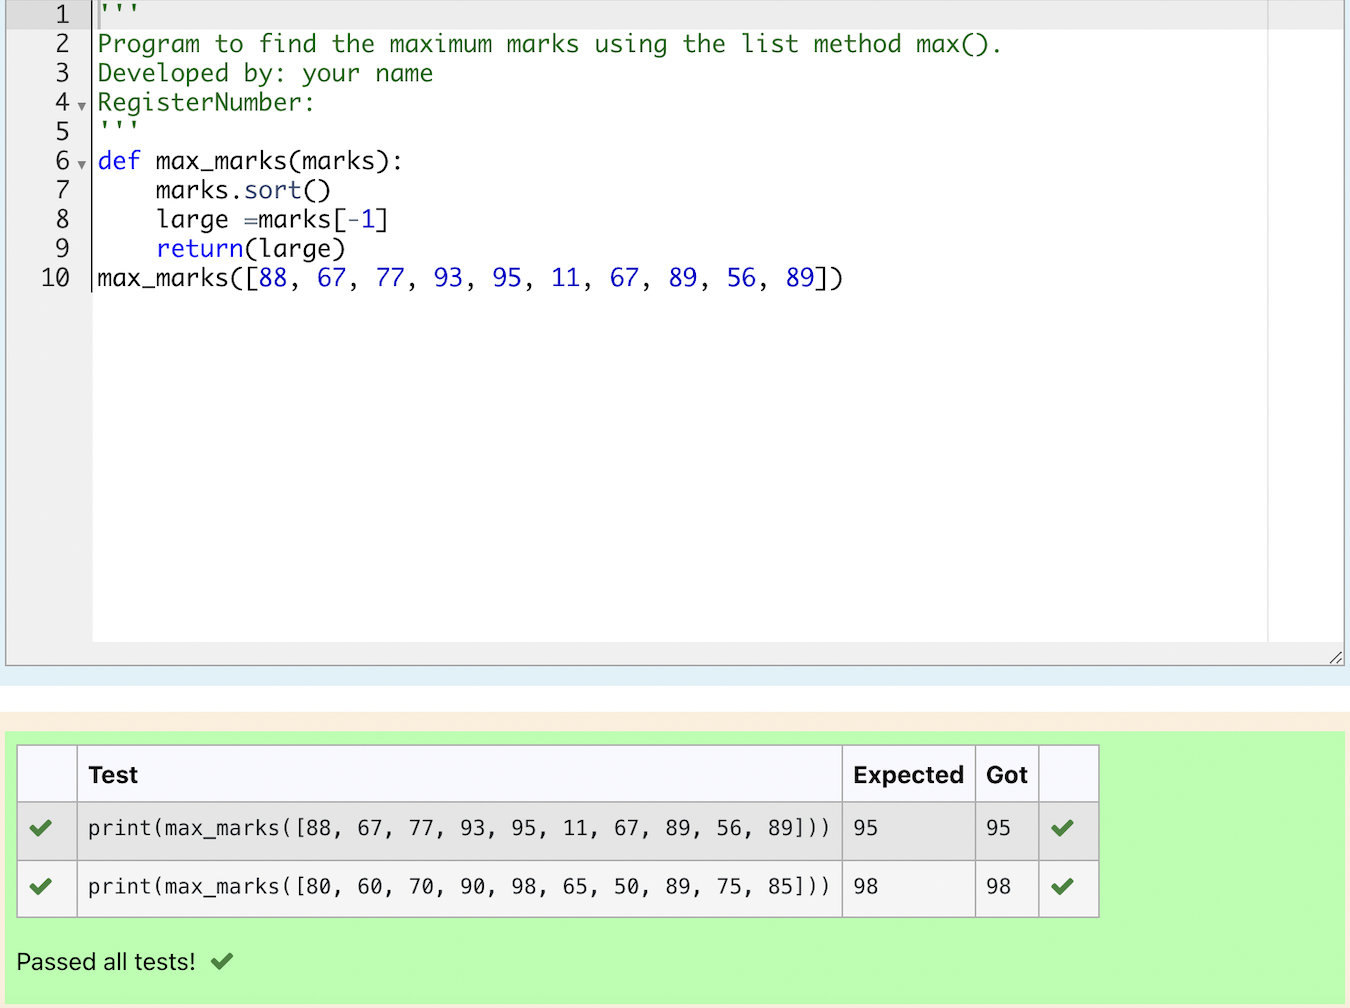 1 '''
2 Program to find the maximum marks using the list method max().
3 Developed by: your name
4 RegisterNumber:
5 '''
6 def max_marks(marks):
7     marks.sort()
8     large =marks[-1]
9     return(large)
10 max_marks([88, 67, 77, 93, 95, 11, 67, 89, 56, 89])
Test Expected Got
print(max_marks([88, 67, 77, 93, 95, 11, 67, 89, 56, 89])) 95 95
print(max_marks([80, 60, 70, 90, 98, 65, 50, 89, 75, 85])) 98 98
Passed all tests!